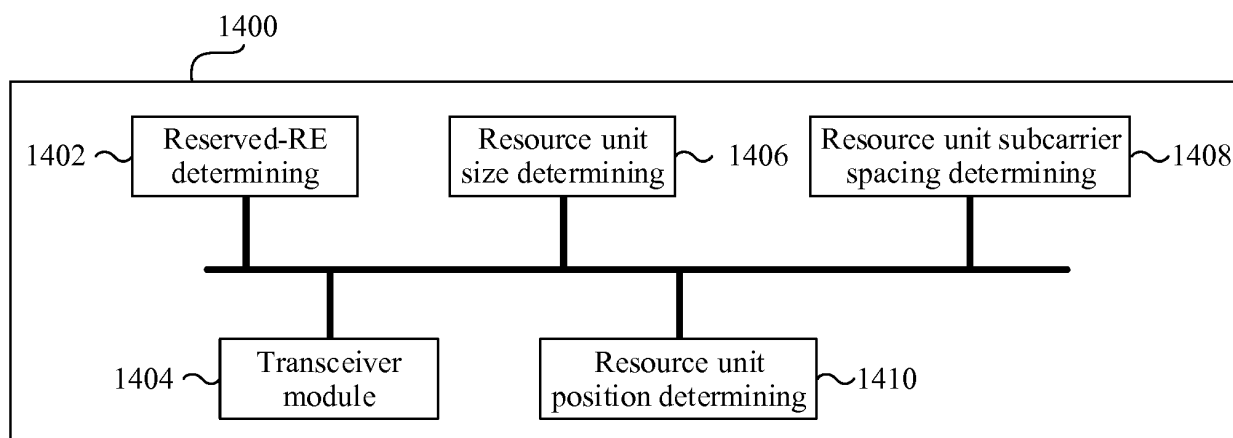 1400
1402
Reserved-RE
determining
Resource unit
size determining
1406
Resource unit subcarrier
spacing determining
1408
1404
Transceiver
module
Resource unit
position determining
1410